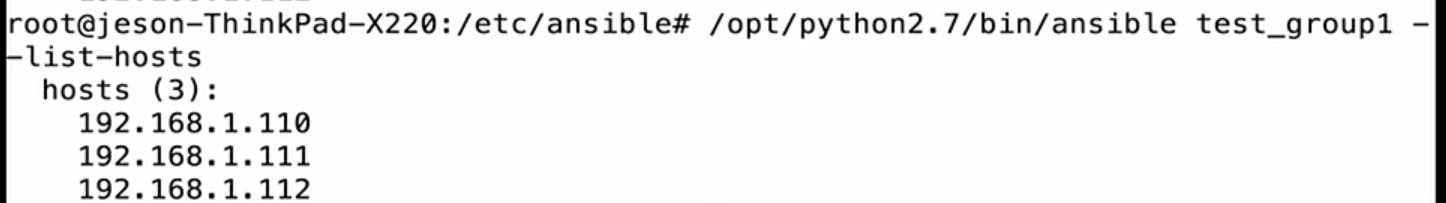 root@jeson-ThinkPad-X220:/etc/ansible# /opt/python2.7/bin/ansible test_group1 -
-list-hosts
  hosts (3):
    192.168.1.110
    192.168.1.111
    192.168.1.112